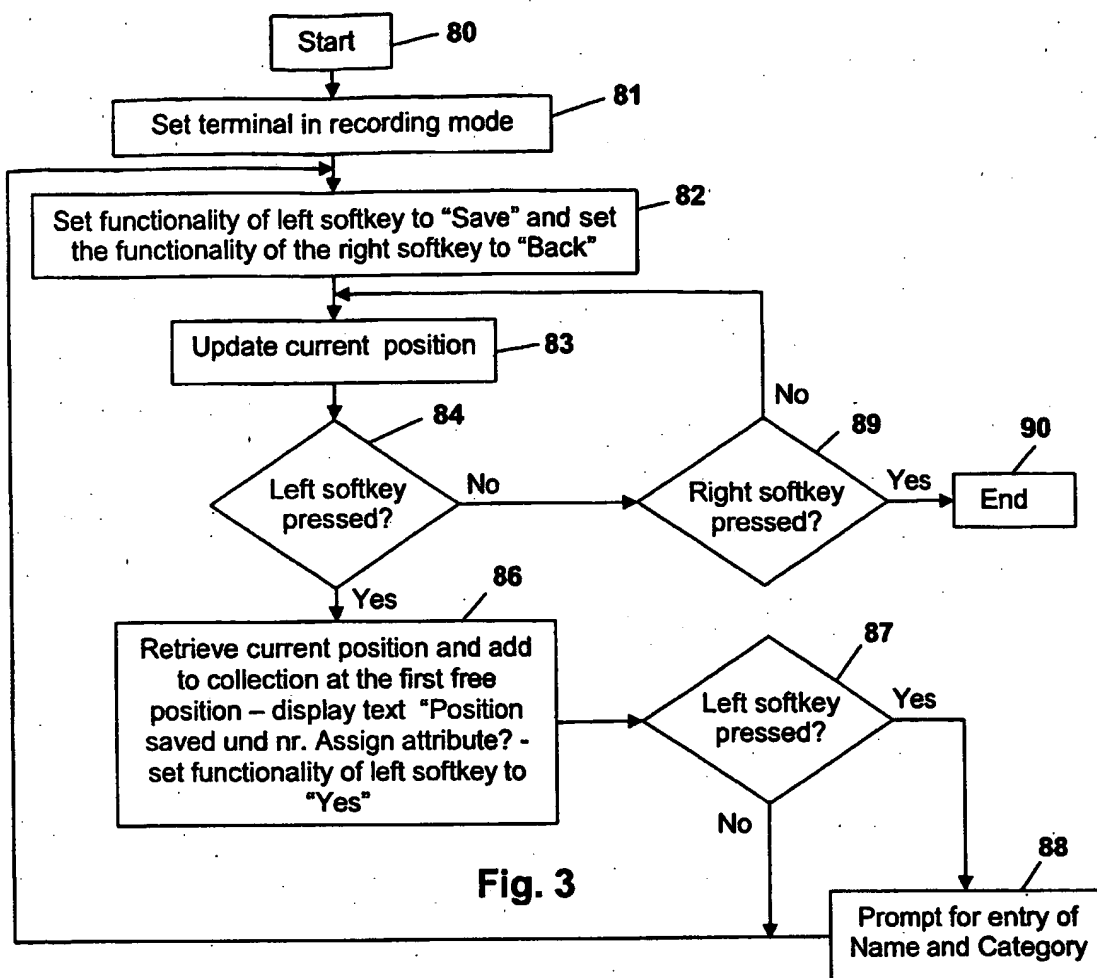 Start
80
81
Set terminal in recording mode
82
Set functionality of left softkey to “Save” and set
the functionality of the right softkey to “Back”
Update current position
83
No
84
89
90
Left softkey
pressed?
No
Right softkey
pressed?
Yes
End
Yes
86
Retrieve current position and add
to collection at the first free
position – display text “Position
saved und nr. Assign attribute? -
set functionality of left softkey to
“Yes”
87
Left softkey
pressed?
Yes
No
88
Prompt for entry of
Name and Category
Fig. 3